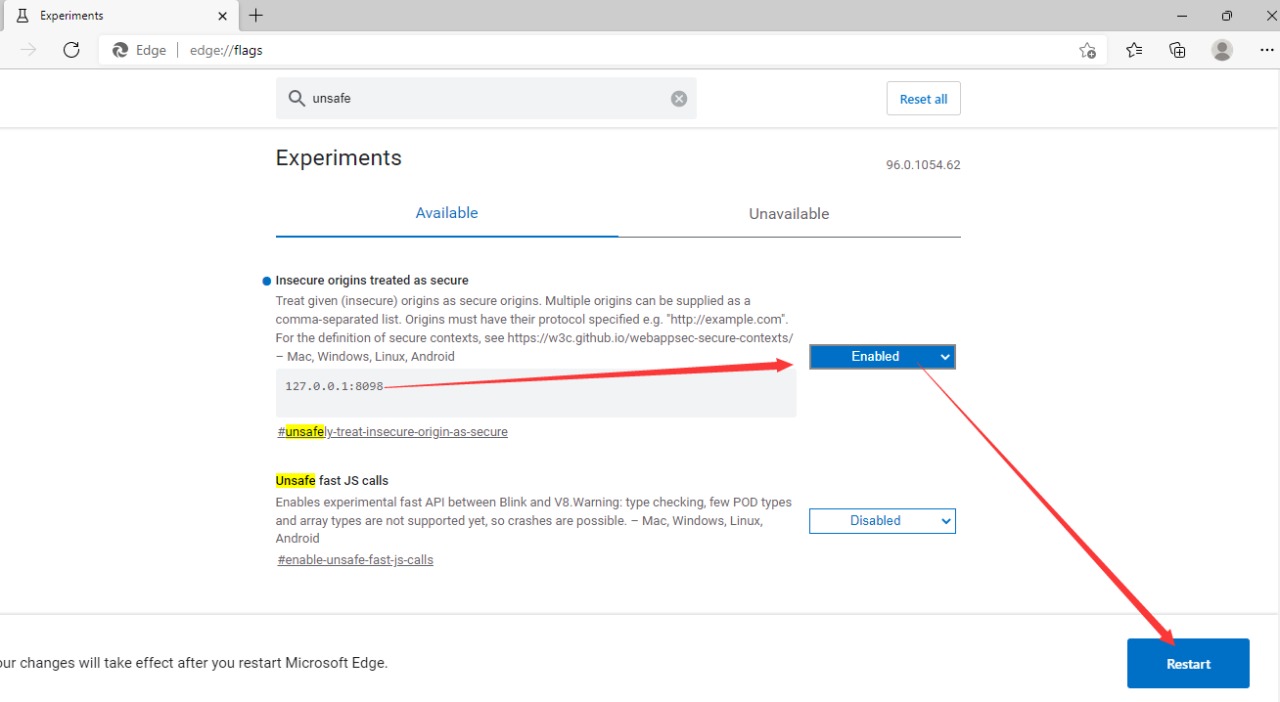 Experiments
Edge
edge://flags
unsafe
Reset all
Experiments
96.0.1054.62
Available
Unavailable
Insecure origins treated as secure
Treat given (insecure) origins as secure origins. Multiple origins can be supplied as a
comma-separated list. Origins must have their protocol specified e.g. "http://example.com".
For the definition of secure contexts, see https://w3c.github.io/webappsec-secure-contexts/
– Mac, Windows, Linux, Android
Enabled
127.0.0.1:8098
#unsafely-treat-insecure-origin-as-secure
Unsafe fast JS calls
Enables experimental fast API between Blink and V8.Warning: type checking, few POD types
and array types are not supported yet, so crashes are possible. – Mac, Windows, Linux,
Android
Disabled
#enable-unsafe-fast-js-calls
our changes will take effect after you restart Microsoft Edge.
Restart